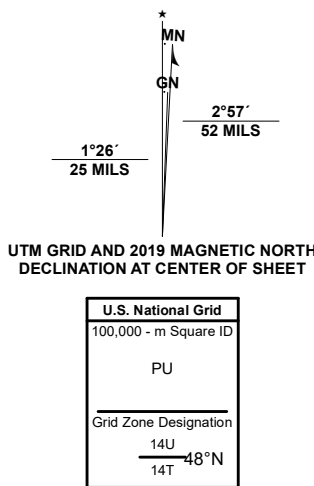 ★
MN
GN
2°57´
52 MILS
1°26´
25 MILS
UTM GRID AND 2019 MAGNETIC NORTH
DECLINATION AT CENTER OF SHEET
U.S. National Grid
100,000 - m Square ID
PU
Grid Zone Designation
14U
48°N
14T